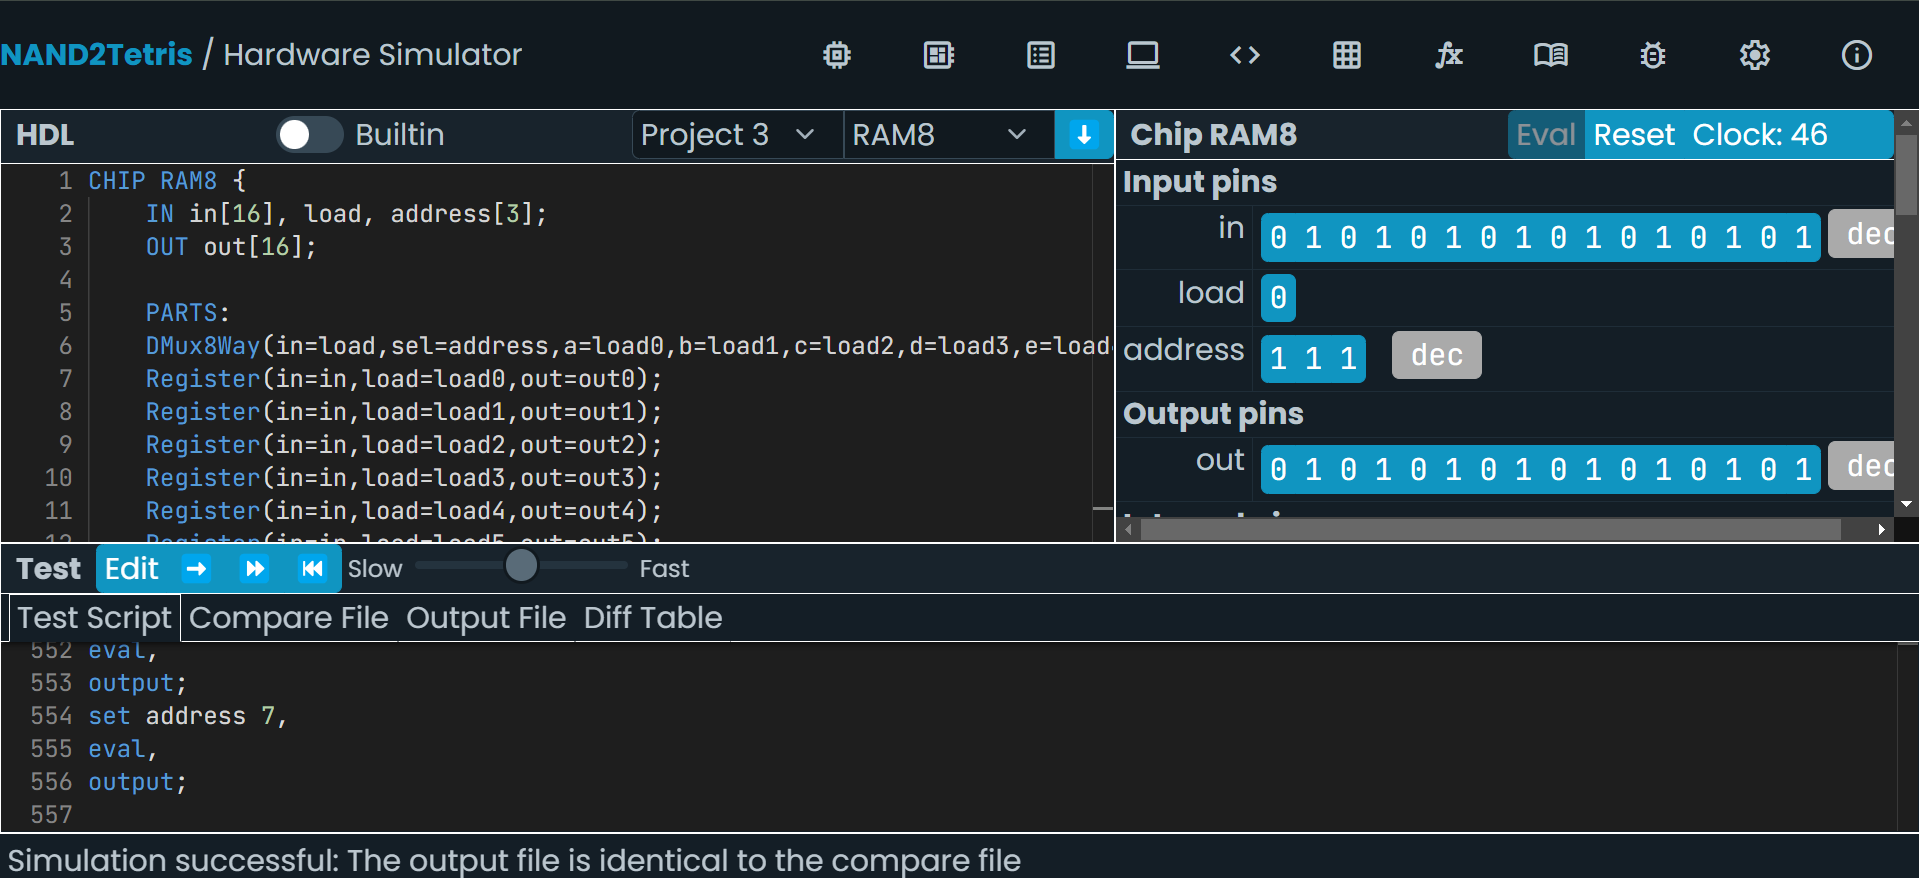 NAND2Tetris / Hardware Simulator
HDL Builtin Project 3 RAM8
1 CHIP RAM8 {
2 IN in[16], load, address[3];
3 OUT out[16];
4
5 PARTS:
6 DMux8Way(in=load,sel=address,a=load0,b=load1,c=load2,d=load3,e=load
7 Register(in=in,load=load0,out=out0);
8 Register(in=in,load=load1,out=out1);
9 Register(in=in,load=load2,out=out2);
10 Register(in=in,load=load3,out=out3);
11 Register(in=in,load=load4,out=out4);
12 Register(in=in,load=load5,out=out5);
Chip RAM8 Eval Reset Clock: 46
Input pins
in 0 1 0 1 0 1 0 1 0 1 0 1 0 1 0 1 dec
load 0
address 1 1 1 dec
Output pins
out 0 1 0 1 0 1 0 1 0 1 0 1 0 1 0 1 dec
Test Edit Slow Fast
Test Script Compare File Output File Diff Table
552 eval,
553 output;
554 set address 7,
555 eval,
556 output;
557
Simulation successful: The output file is identical to the compare file